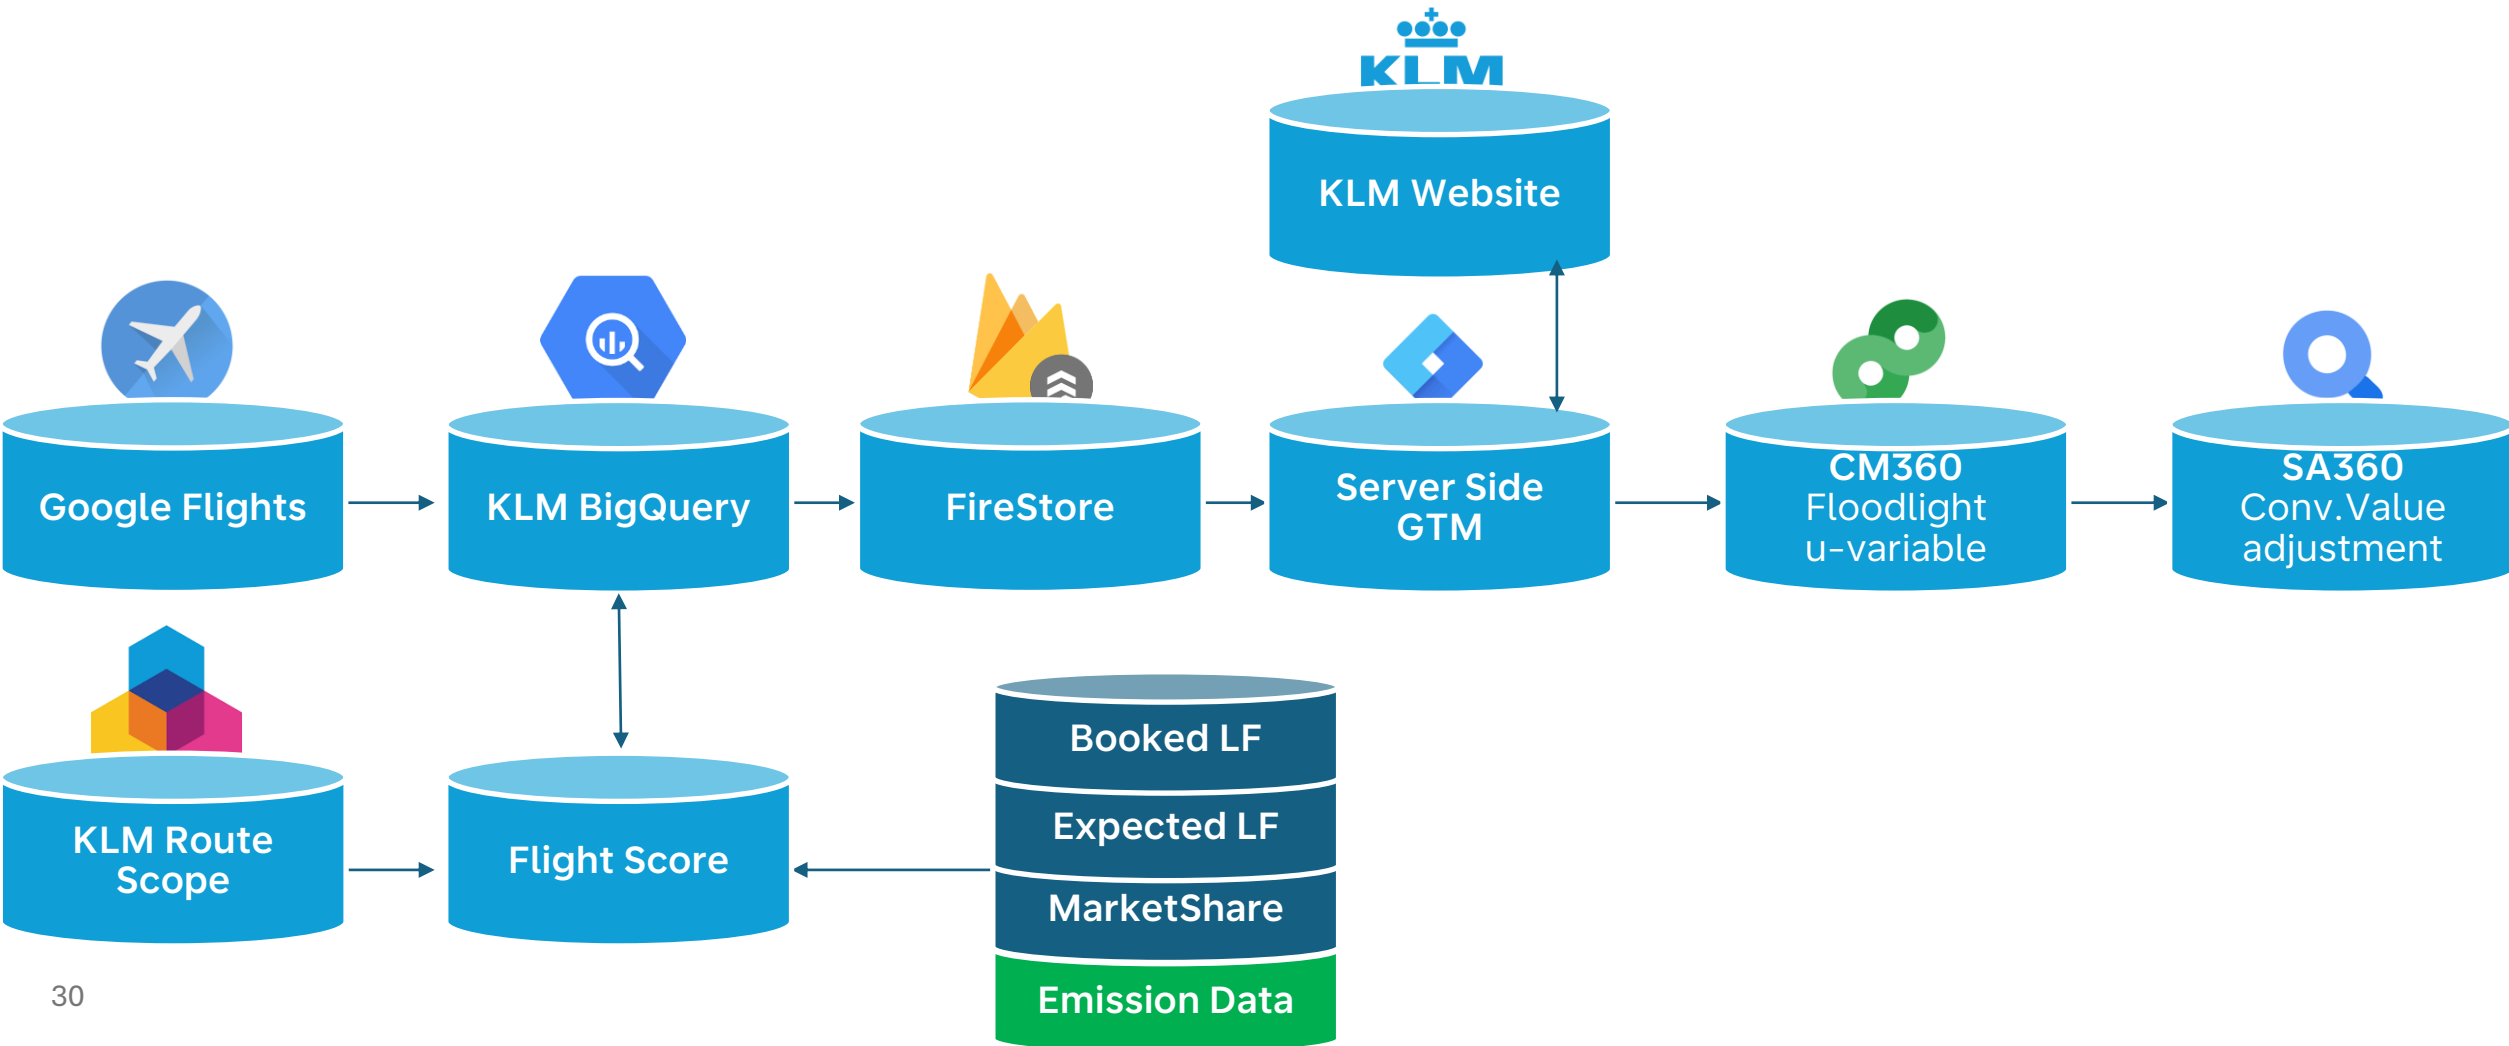 KLM
KLM Website
Google Flights
KLM BigQuery
FireStore
Server Side
GTM
CM360
Floodlight
u-variable
SA360
Conv.Value
adjustment
KLM Route
Scope
Flight Score
Booked LF
Expected LF
MarketShare
Emission Data
30